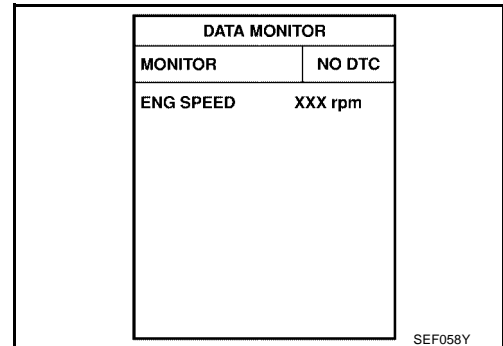 DATA MONITOR
MONITOR NO DTC
ENG SPEED XXX rpm
SEF058Y